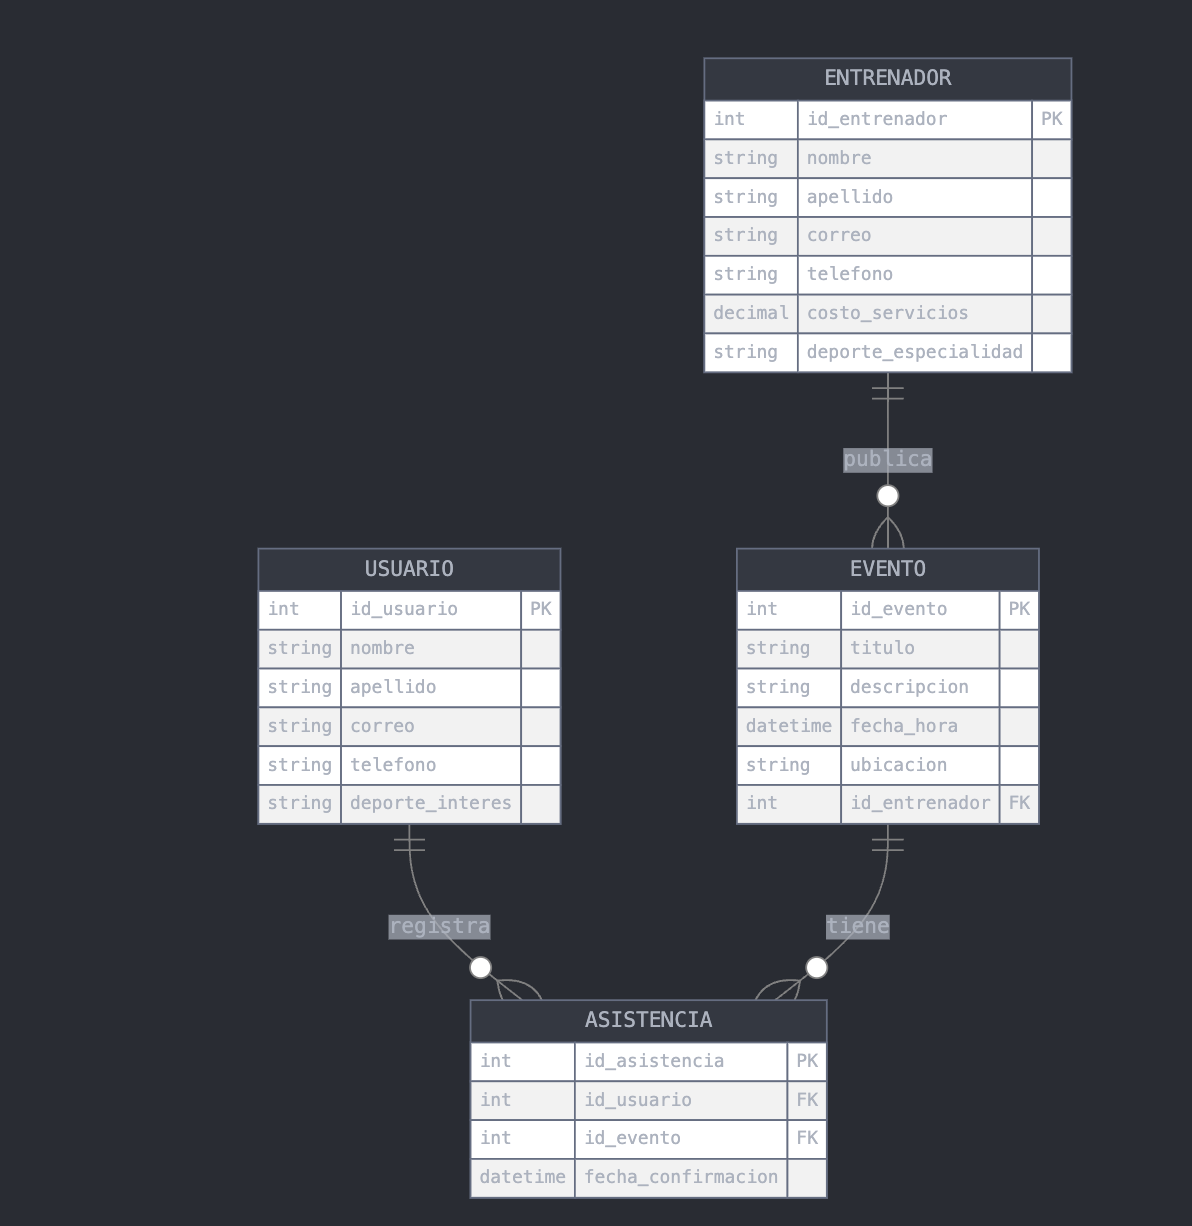 ENTRENADOR
int id_entrenador PK
string nombre
string apellido
string correo
string telefono
decimal costo_servicios
string deporte_especialidad
publica
USUARIO
int id_usuario PK
string nombre
string apellido
string correo
string telefono
string deporte_interes
EVENTO
int id_evento PK
string titulo
string descripcion
datetime fecha_hora
string ubicacion
int id_entrenador FK
registra
tiene
ASISTENCIA
int id_asistencia PK
int id_usuario FK
int id_evento FK
datetime fecha_confirmacion